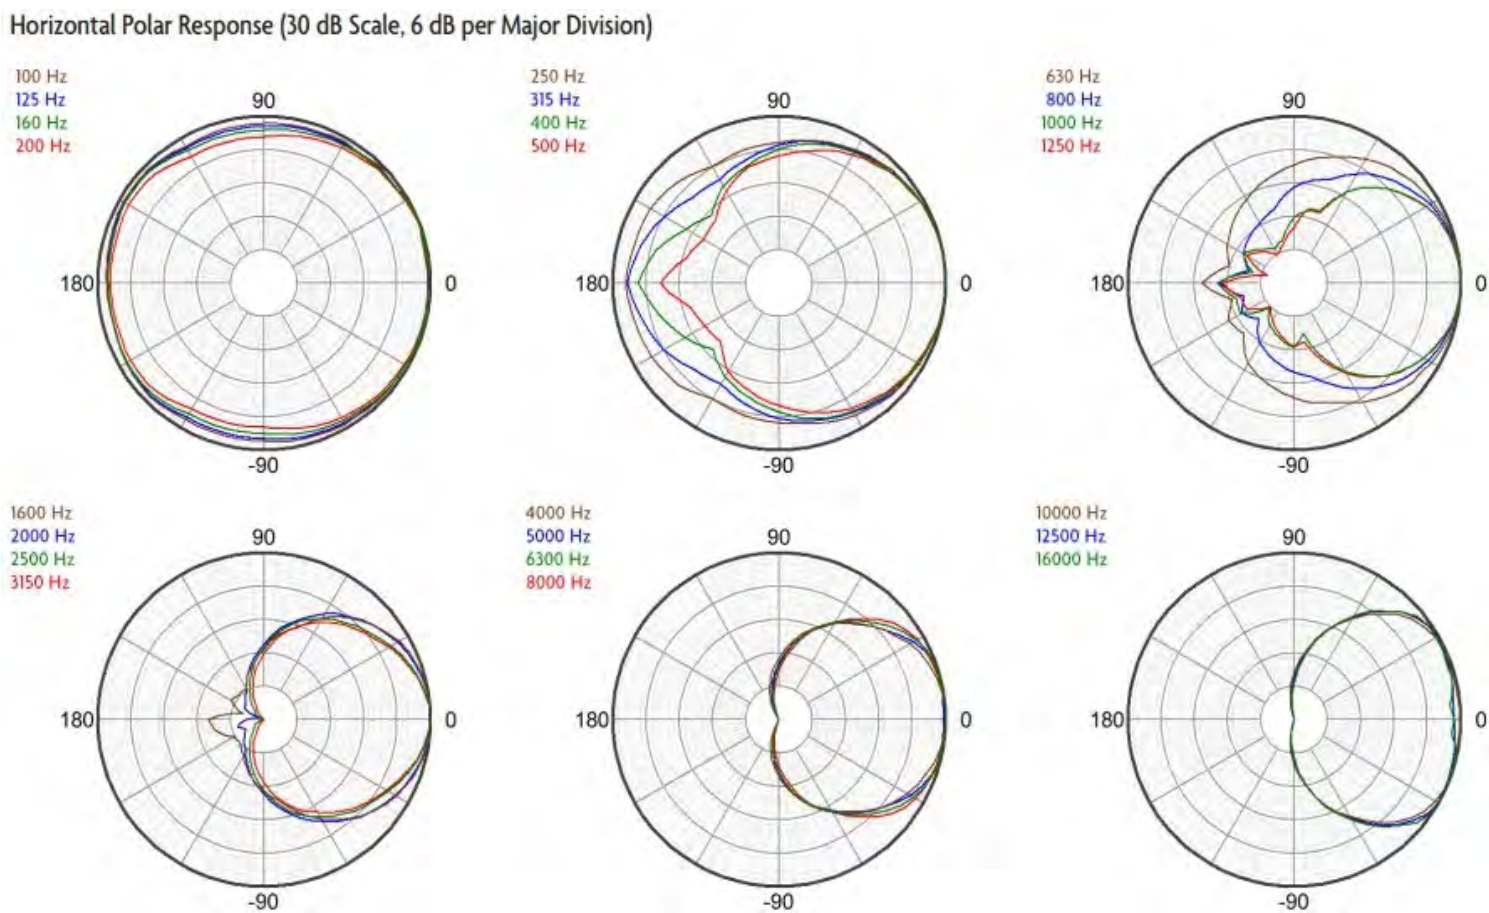 Horizontal Polar Response (30 dB Scale, 6 dB per Major Division)
100 Hz
125 Hz
160 Hz
200 Hz
90
180
0
-90
250 Hz
315 Hz
400 Hz
500 Hz
90
180
0
-90
630 Hz
800 Hz
1000 Hz
1250 Hz
90
180
0
-90
1600 Hz
2000 Hz
2500 Hz
3150 Hz
90
180
0
-90
4000 Hz
5000 Hz
6300 Hz
8000 Hz
90
180
0
-90
10000 Hz
12500 Hz
16000 Hz
90
180
0
-90